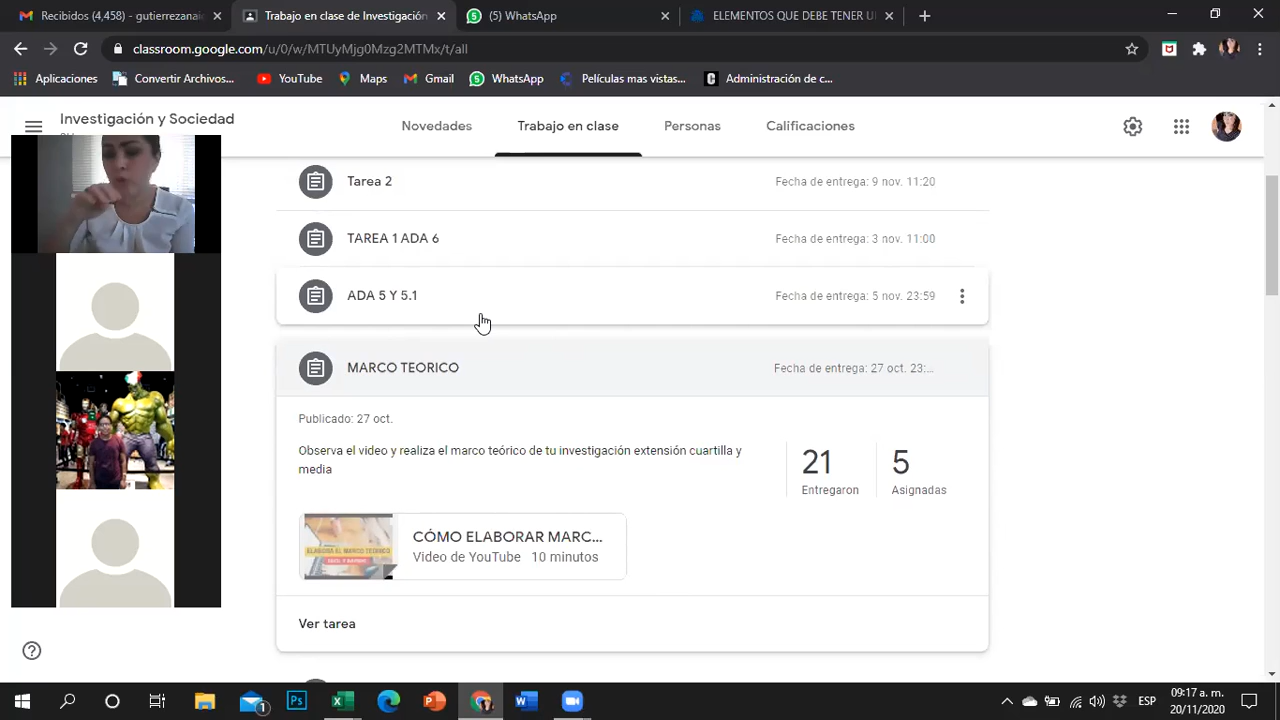 Recibidos (4,458) - gutierrezanai
Trabajo en clase de Investigación
(5) WhatsApp
ELEMENTOS QUE DEBE TENER U
classroom.google.com/u/0/w/MTUyMjg0Mzg2MTMx/t/all
Aplicaciones
Convertir Archivos...
YouTube
Maps
Gmail
WhatsApp
Películas mas vistas...
Administración de c...
Investigación y Sociedad
Novedades
Trabajo en clase
Personas
Calificaciones
Tarea 2
Fecha de entrega: 9 nov. 11:20
TAREA 1 ADA 6
Fecha de entrega: 3 nov. 11:00
ADA 5 Y 5.1
Fecha de entrega: 5 nov. 23:59
MARCO TEORICO
Fecha de entrega: 27 oct. 23:...
Publicado: 27 oct.
Observa el video y realiza el marco teórico de tu investigación extensión cuartilla y
media
21
Entregaron
5
Asignadas
ELABORA EL MARCO TEÓRICO
CÓMO ELABORAR MARC...
Video de YouTube 10 minutos
Ver tarea
1
ESP
09:17 a. m.
20/11/2020